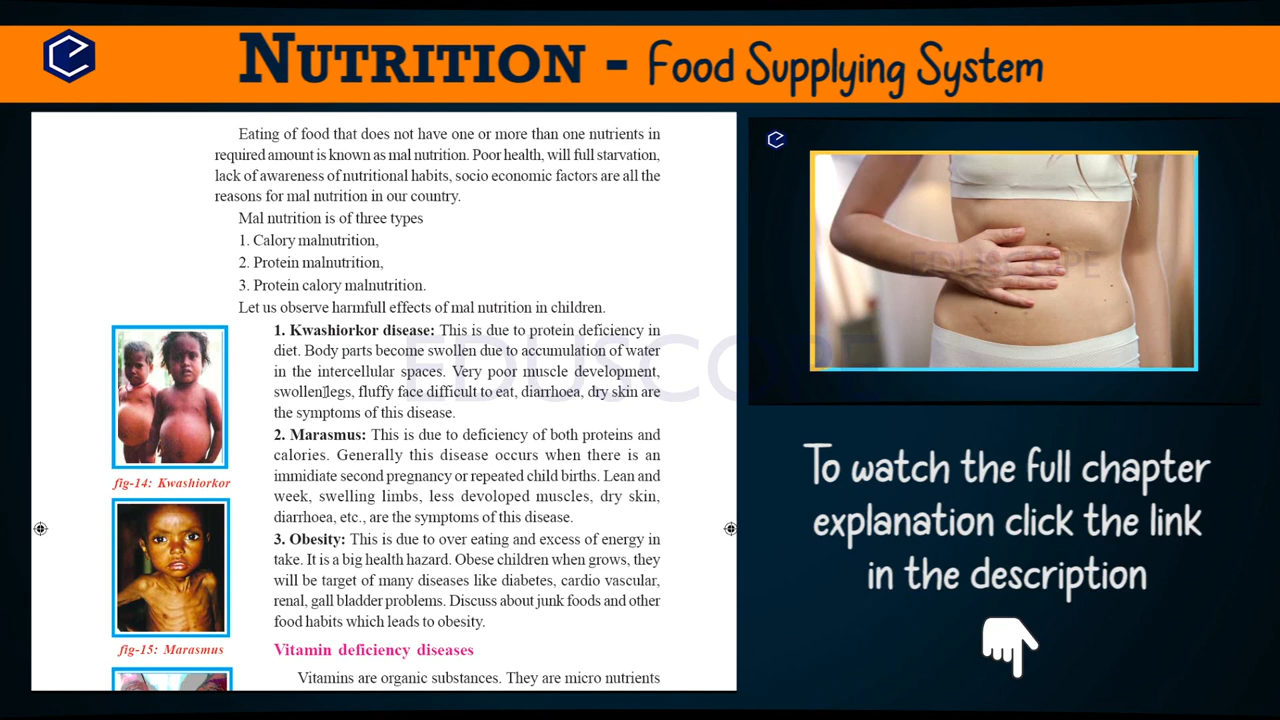 NUTRITION - Food Supplying System
Eating of food that does not have one or more than one nutrients in
required amount is known as mal nutrition. Poor health, will full starvation,
lack of awareness of nutritional habits, socio economic factors are all the
reasons for mal nutrition in our country.
Mal nutrition is of three types
1. Calory malnutrition,
2. Protein malnutrition,
3. Protein calory malnutrition.
Let us observe harmfull effects of mal nutrition in children.
1. Kwashiorkor disease: This is due to protein deficiency in
diet. Body parts become swollen due to accumulation of water
in the intercellular spaces. Very poor muscle development,
swollen legs, fluffy face difficult to eat, diarrhoea, dry skin are
the symptoms of this disease.
fig-14: Kwashiorkor
2. Marasmus: This is due to deficiency of both proteins and
calories. Generally this disease occurs when there is an
immidiate second pregnancy or repeated child births. Lean and
week, swelling limbs, less devoloped muscles, dry skin,
diarrhoea, etc., are the symptoms of this disease.
3. Obesity: This is due to over eating and excess of energy in
take. It is a big health hazard. Obese children when grows, they
will be target of many diseases like diabetes, cardio vascular,
renal, gall bladder problems. Discuss about junk foods and other
food habits which leads to obesity.
fig-15: Marasmus
Vitamin deficiency diseases
Vitamins are organic substances. They are micro nutrients
EDUSCOPE
EDUSCOPE
To watch the full chapter
explanation click the link
in the description